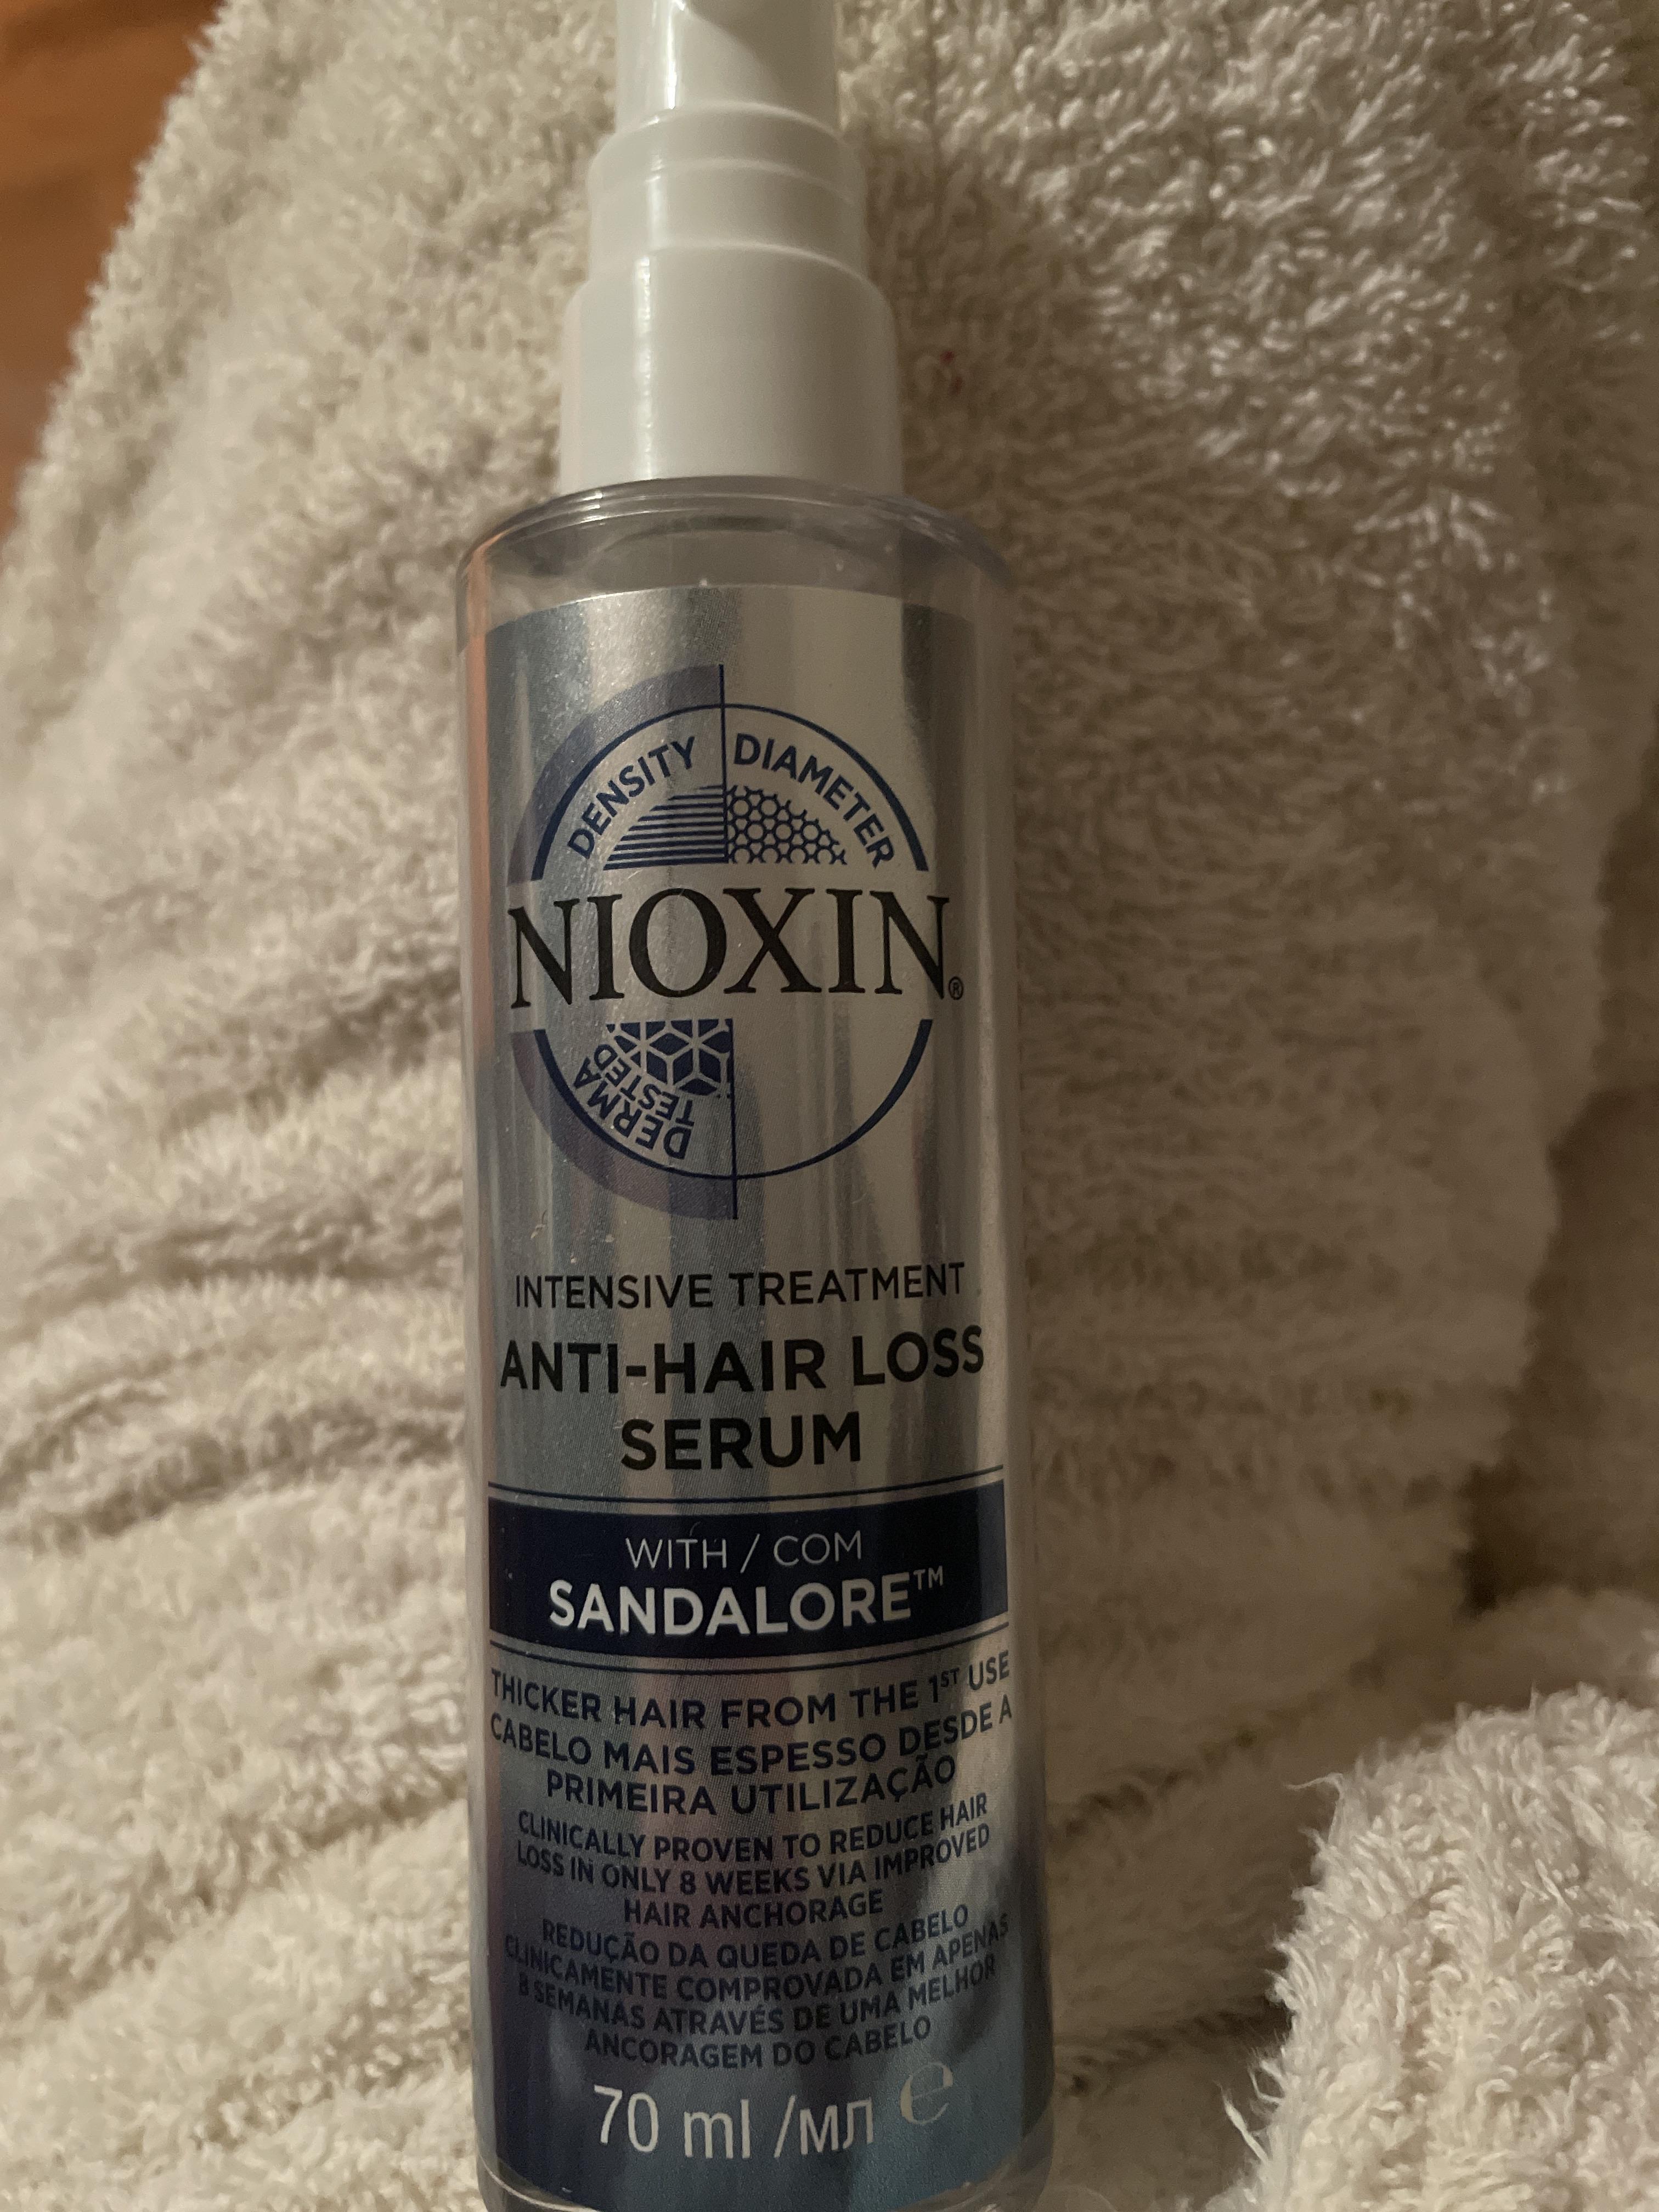 DENSITY
DIAMETER
NIOXIN®
DERMA
TESTED
INTENSIVE TREATMENT
ANTI-HAIR LOSS
SERUM
WITH / COM
SANDALORE™
THICKER HAIR FROM THE 1ST USE
CABELO MAIS ESPESSO DESDE A
PRIMEIRA UTILIZAÇÃO
CLINICALLY PROVEN TO REDUCE HAIR
LOSS IN ONLY 8 WEEKS VIA IMPROVED
HAIR ANCHORAGE
REDUÇÃO DA QUEDA DE CABELO
CLINICAMENTE COMPROVADA EM APENAS
8 SEMANAS ATRAVÉS DE UMA MELHOR
ANCORAGEM DO CABELO
70 ml /мл ℮